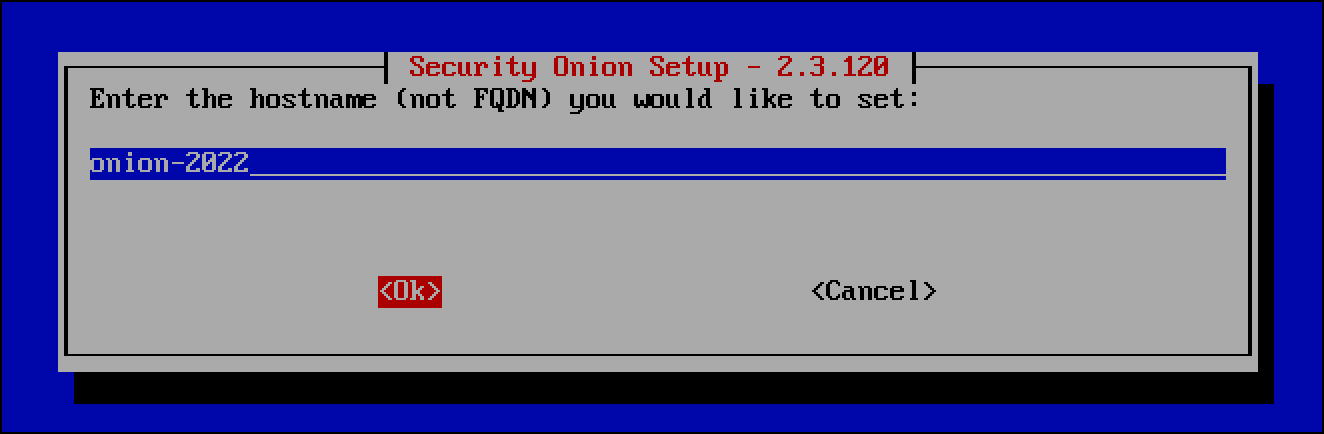 Security Onion Setup - 2.3.120
Enter the hostname (not FQDN) you would like to set:
onion-2022
<Ok> <Cancel>